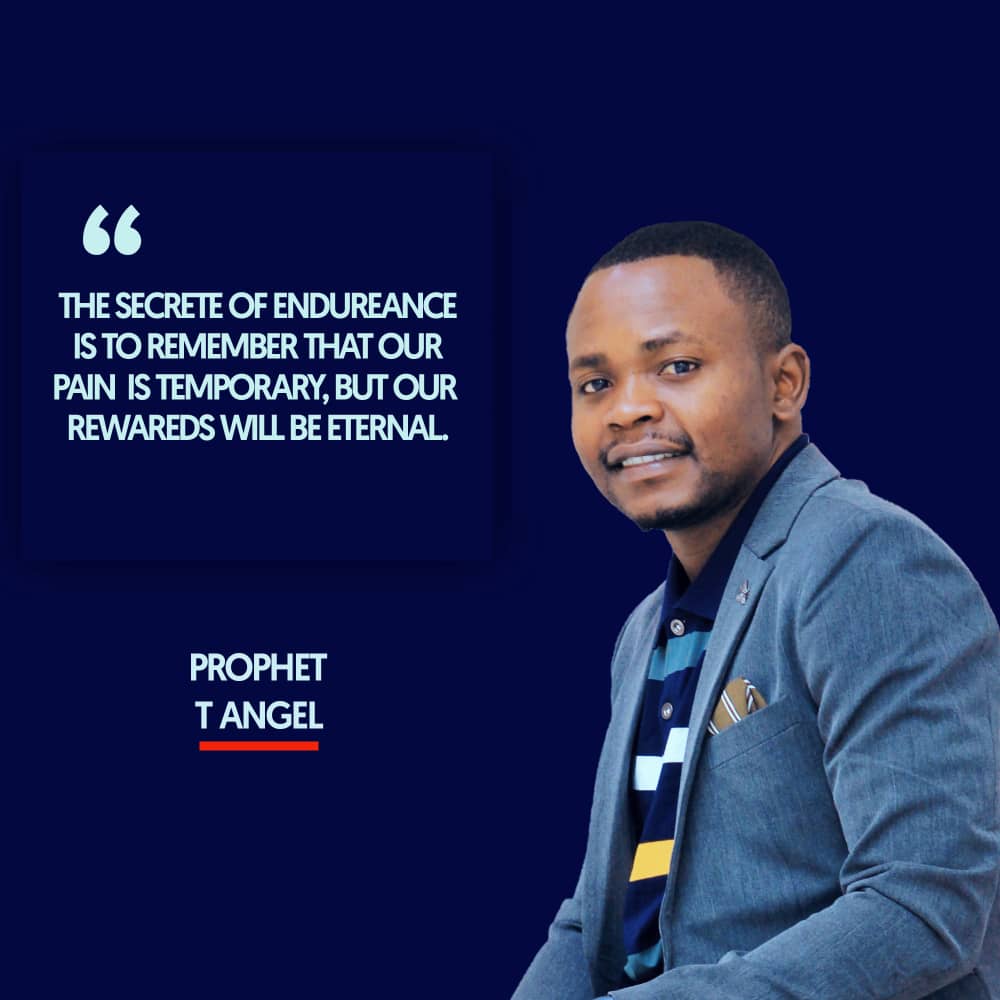 “
THE SECRETE OF ENDUREANCE
IS TO REMEMBER THAT OUR
PAIN  IS TEMPORARY, BUT OUR
REWAREDS WILL BE ETERNAL.
PROPHET
T ANGEL